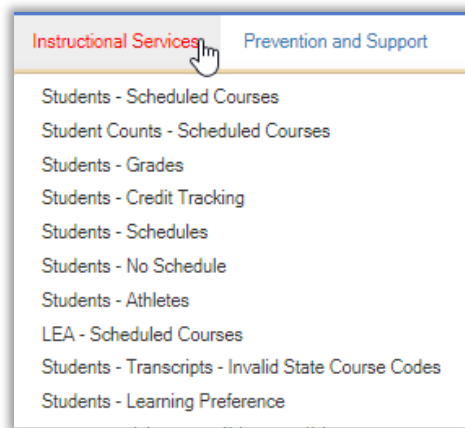 Instructional Services Prevention and Support
Students - Scheduled Courses
Student Counts - Scheduled Courses
Students - Grades
Students - Credit Tracking
Students - Schedules
Students - No Schedule
Students - Athletes
LEA - Scheduled Courses
Students - Transcripts - Invalid State Course Codes
Students - Learning Preference